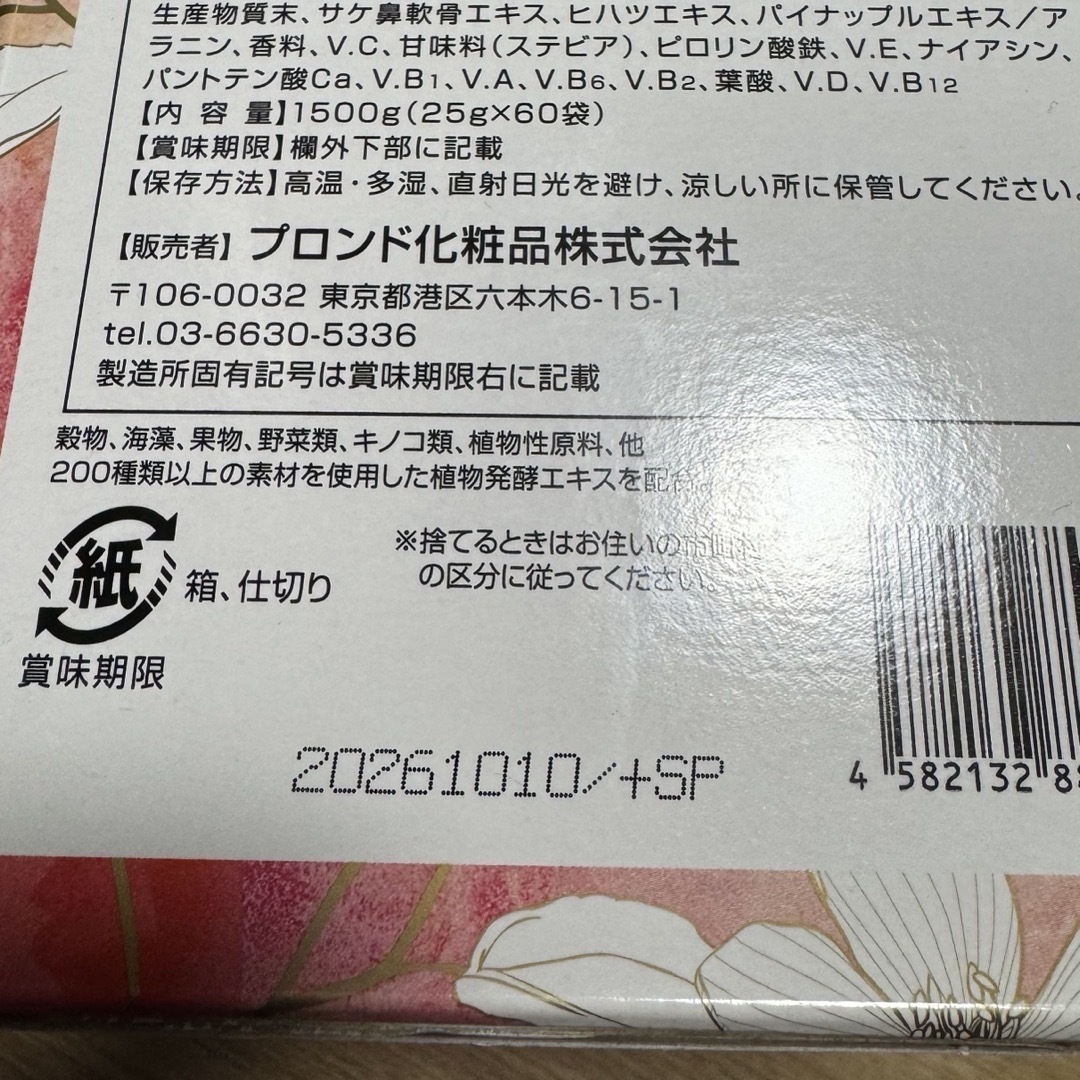 生産物質末、サケ鼻軟骨エキス、ヒハツエキス、パイナップルエキス／ア
ラニン、香料、V.C、甘味料（ステビア）、ピロリン酸鉄、V.E、ナイアシン、
パントテン酸Ca、V.B1、V.A、V.B6、V.B2、葉酸、V.D、V.B12
【内 容 量】1500g（25g×60袋）
【賞味期限】欄外下部に記載
【保存方法】高温・多湿、直射日光を避け、涼しい所に保管してください。
【販売者】プロンド化粧品株式会社
〒106-0032 東京都港区六本木6-15-1
tel.03-6630-5336
製造所固有記号は賞味期限右に記載
穀物、海藻、果物、野菜類、キノコ類、植物性原料、他
200種類以上の素材を使用した植物発酵エキスを配合。
紙
箱、仕切り
※捨てるときはお住いの
の区分に従ってください。
賞味期限
20261010/+SP
4 582132 8